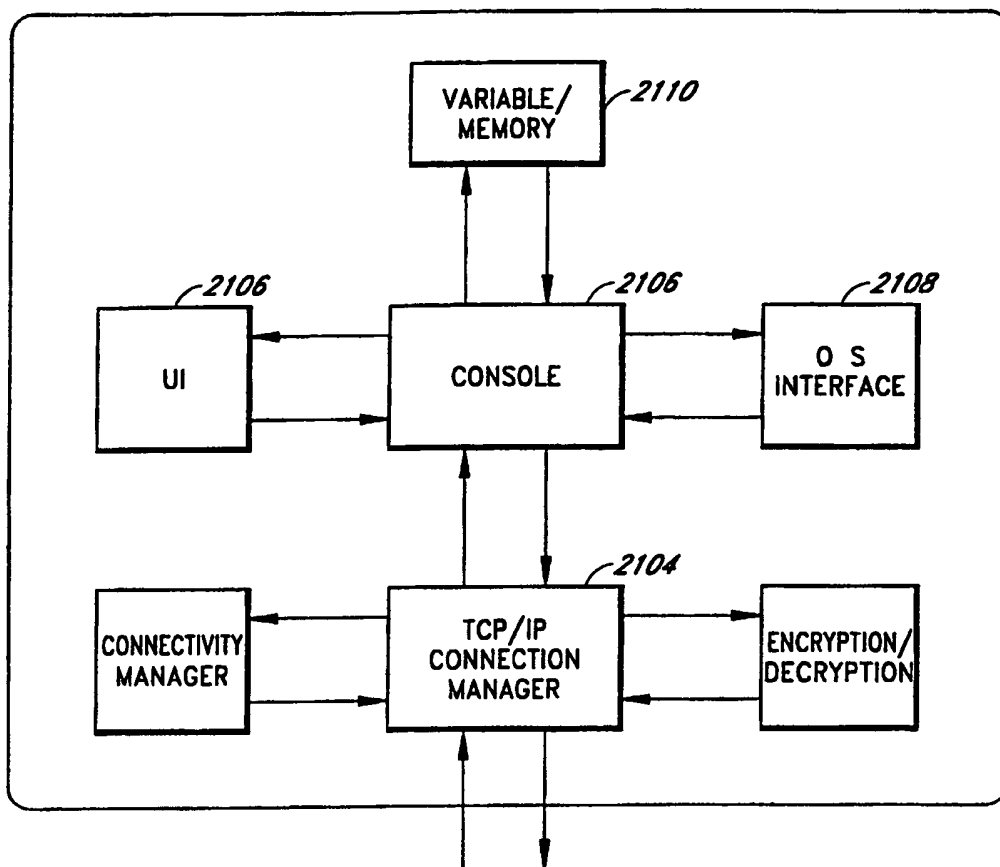 VARIABLE/
MEMORY
2110
2106
UI
2106
CONSOLE
2108
O S
INTERFACE
CONNECTIVITY
MANAGER
2104
TCP/IP
CONNECTION
MANAGER
ENCRYPTION/
DECRYPTION